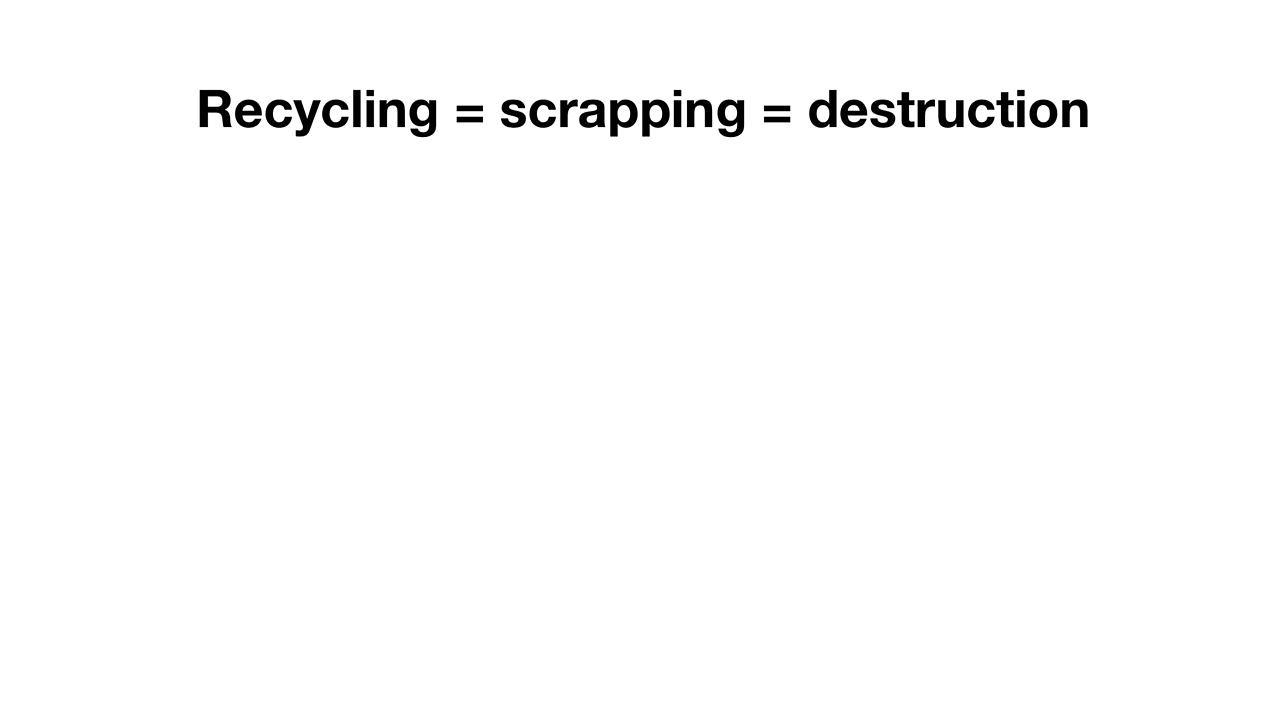 Recycling = scrapping = destruction